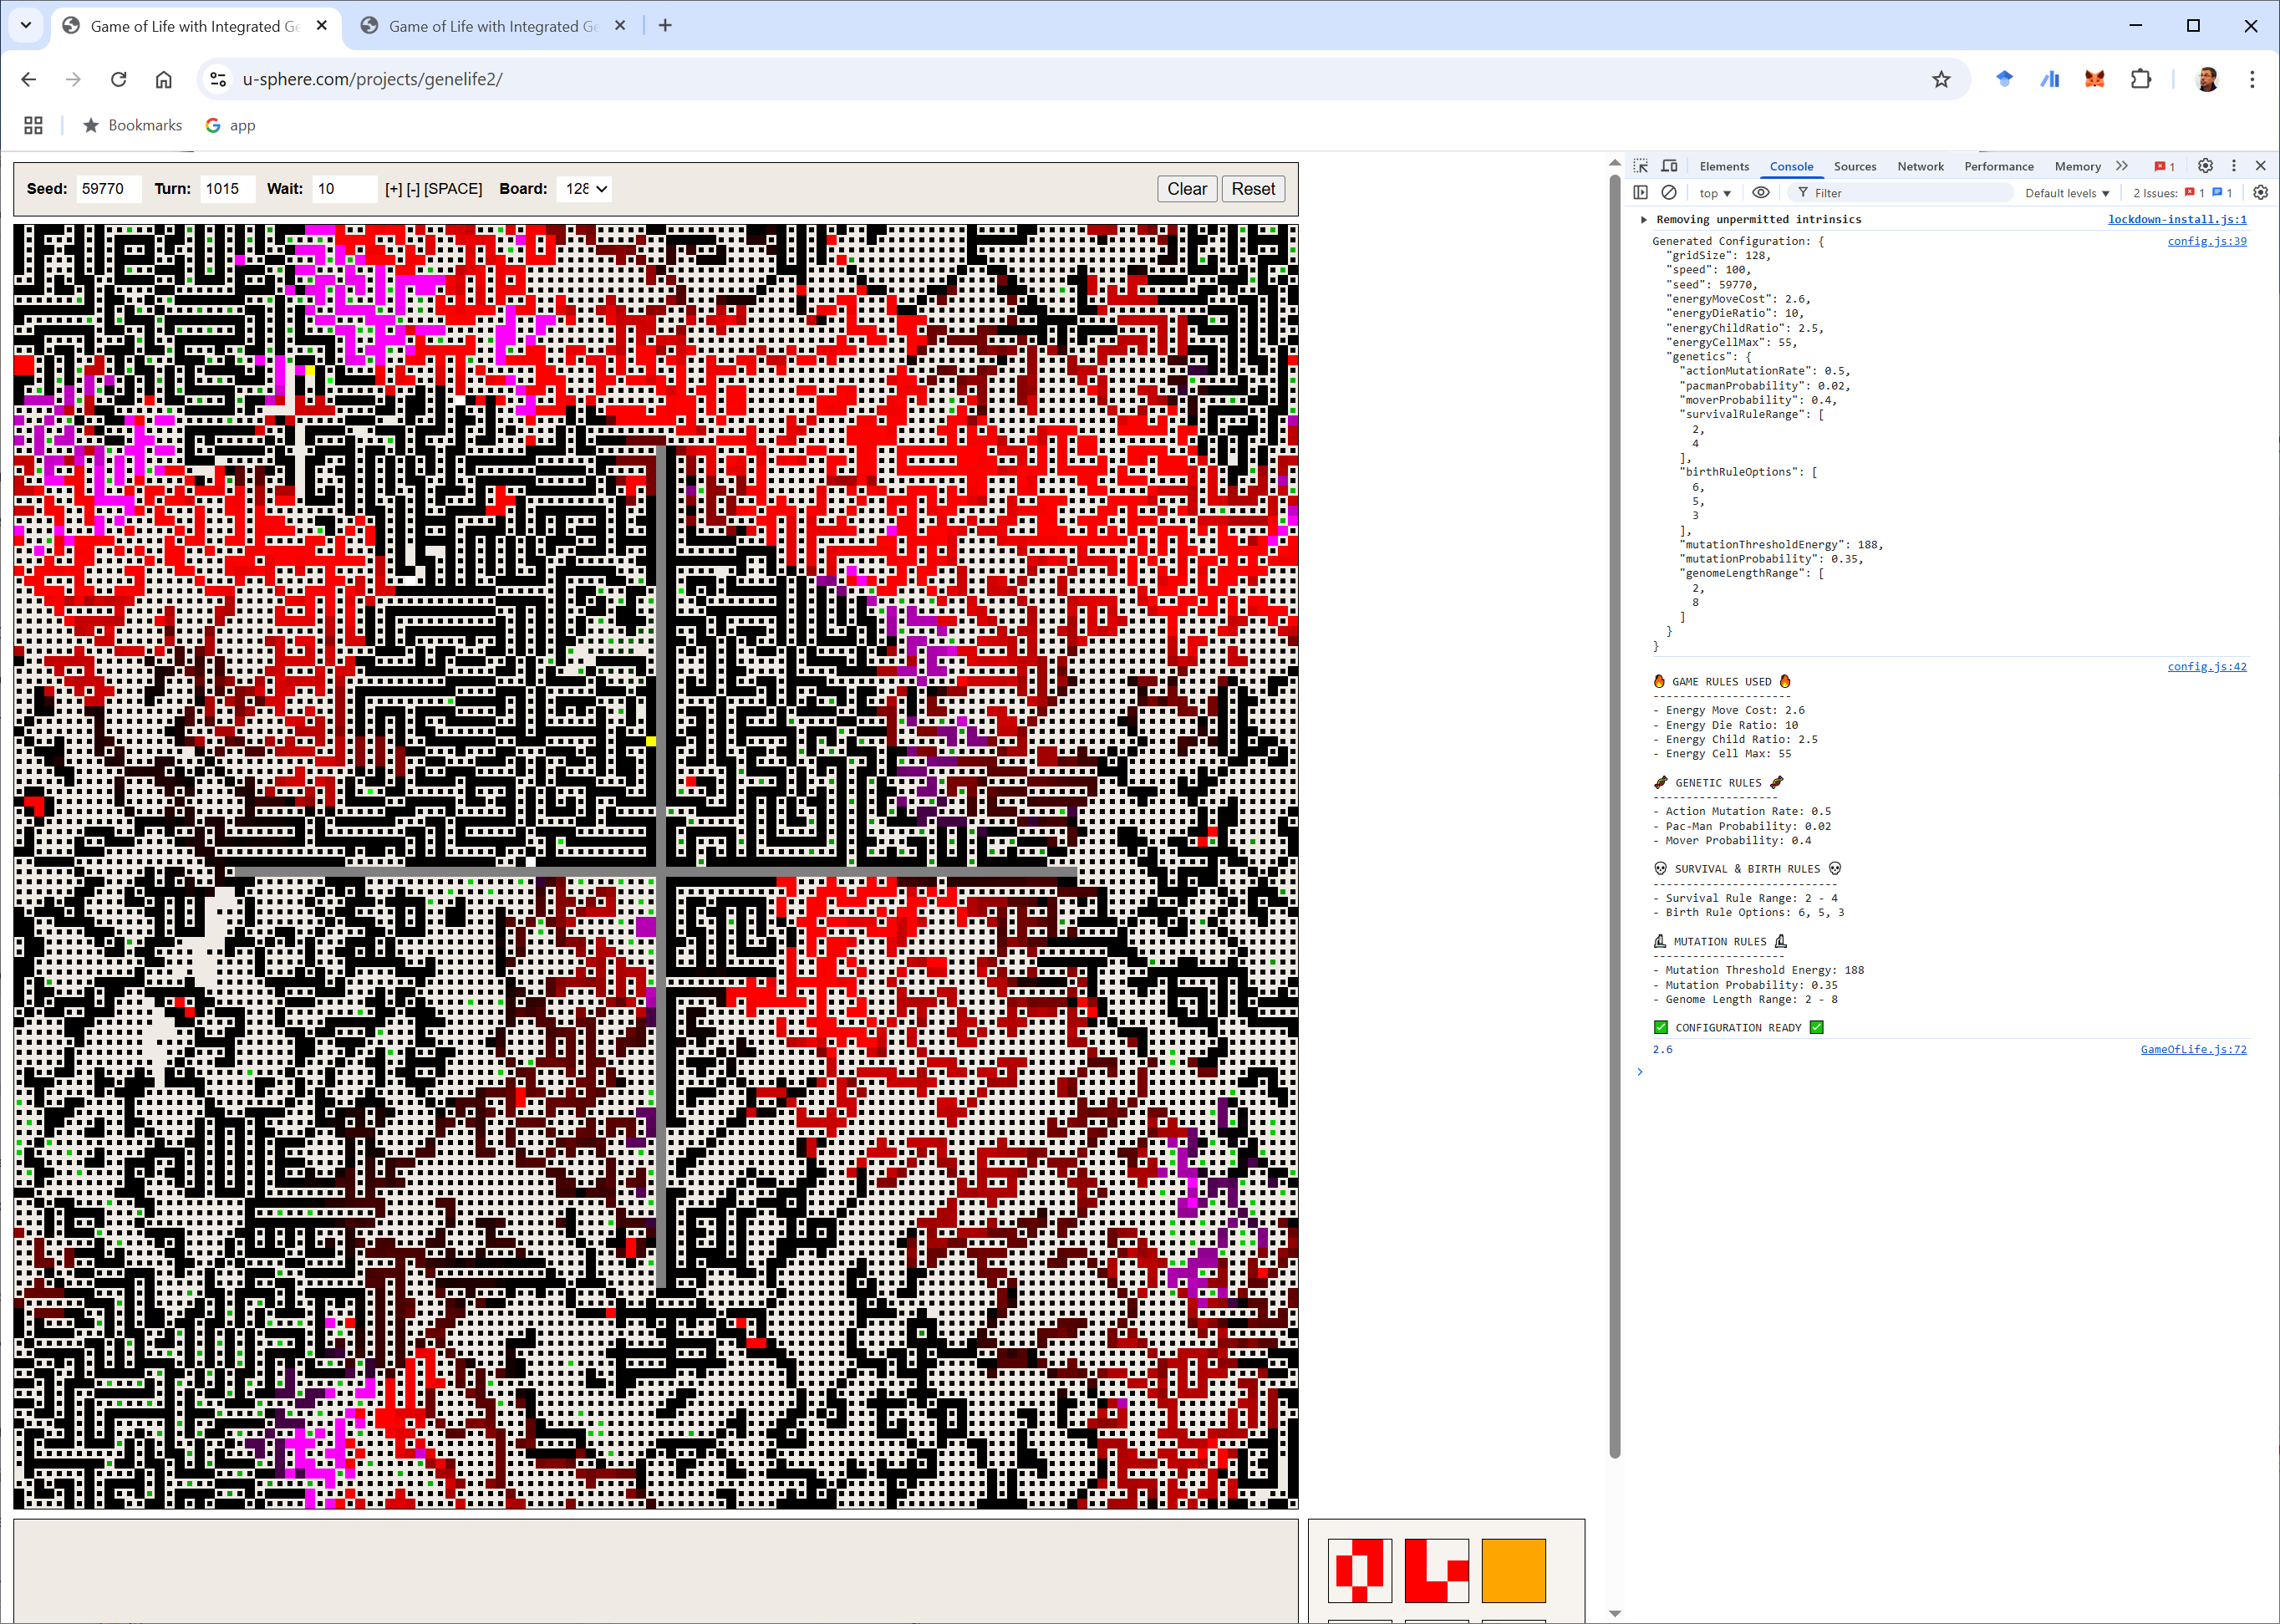 Game of Life with Integrated Ge
Game of Life with Integrated Ge
u-sphere.com/projects/genelife2/
Bookmarks
app
Seed: 59770 Turn: 1015 Wait: 10 [+] [-] [SPACE] Board: 128 Clear Reset
Elements Console Sources Network Performance Memory 1
top Filter Default levels 2 Issues: 1 1
Removing unpermitted intrinsics lockdown-install.js:1
Generated Configuration: { config.js:39
"gridSize": 128,
"speed": 100,
"seed": 59770,
"energyMoveCost": 2.6,
"energyDieRatio": 10,
"energyChildRatio": 2.5,
"energyCellMax": 55,
"genetics": {
"actionMutationRate": 0.5,
"pacmanProbability": 0.02,
"moverProbability": 0.4,
"survivalRuleRange": [
2,
4
],
"birthRuleOptions": [
6,
5,
3
],
"mutationThresholdEnergy": 188,
"mutationProbability": 0.35,
"genomeLengthRange": [
2,
8
]
}
}
config.js:42
🔥 GAME RULES USED 🔥
--------------------
- Energy Move Cost: 2.6
- Energy Die Ratio: 10
- Energy Child Ratio: 2.5
- Energy Cell Max: 55
GENETIC RULES
------------------
- Action Mutation Rate: 0.5
- Pac-Man Probability: 0.02
- Mover Probability: 0.4
💀 SURVIVAL & BIRTH RULES 💀
---------------------------
- Survival Rule Range: 2 - 4
- Birth Rule Options: 6, 5, 3
MUTATION RULES
-------------------
- Mutation Threshold Energy: 188
- Mutation Probability: 0.35
- Genome Length Range: 2 - 8
✅ CONFIGURATION READY ✅
2.6 GameOfLife.js:72